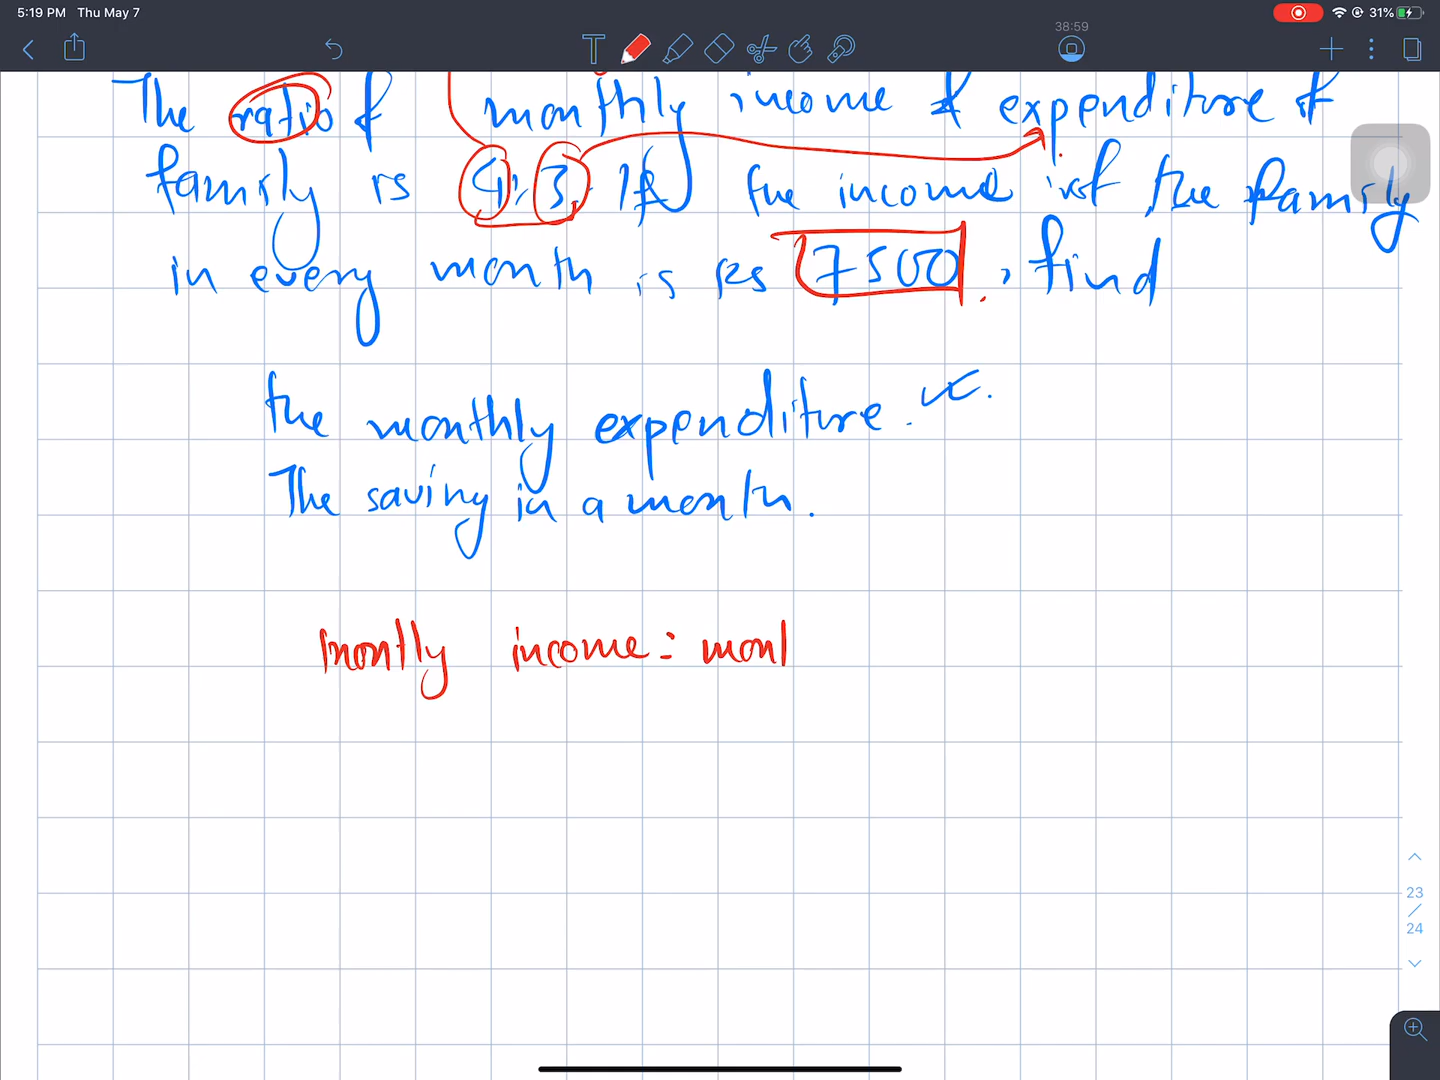 5:19 PM Thu May 7
31%
38:59
The ratio of monthly income & expenditure of
family is 4:3. If the income of the family
in every month is Rs 7500, find
the monthly expenditure.
The saving in a month.
montly income = mont
23
/
24